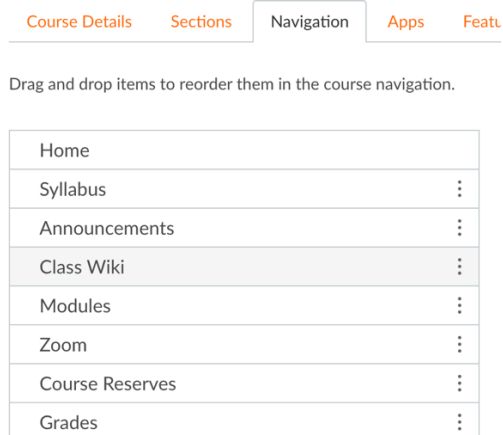 Course Details Sections Navigation Apps
Drag and drop items to reorder them in the course navigation.
Home
Syllabus
Announcements
Class Wiki
Modules
Zoom
Course Reserves
Grades